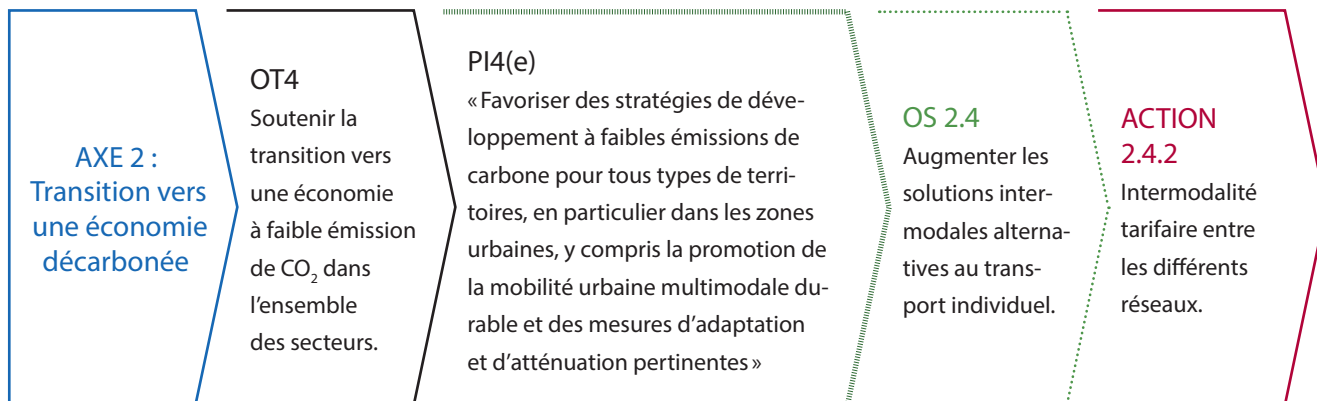 AXE 2 :
Transition vers
une économie
décarbonée
OT4
Soutenir la
transition vers
une économie
à faible émission
de CO₂ dans
l’ensemble
des secteurs.
PI4(e)
« Favoriser des stratégies de déve-
loppement à faibles émissions de
carbone pour tous types de terri-
toires, en particulier dans les zones
urbaines, y compris la promotion de
la mobilité urbaine multimodale du-
rable et des mesures d’adaptation
et d’atténuation pertinentes »
OS 2.4
Augmenter les
solutions inter-
modales alterna-
tives au trans-
port individuel.
ACTION
2.4.2
Intermodalité
tarifaire entre
les différents
réseaux.